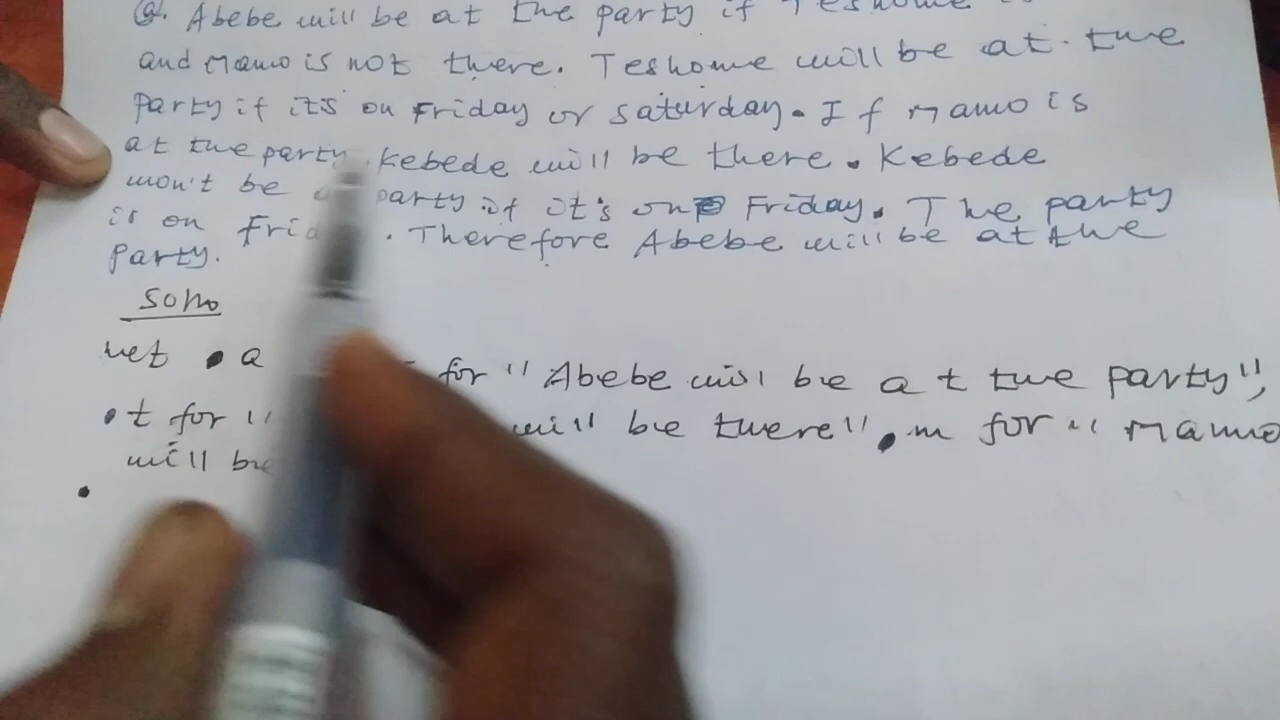 Q. Abebe will be at the party if Teshome is
and Mamo is not there. Teshome will be at the
party if it's on Friday or Saturday. If Mamo is
at the party, Kebede will be there. Kebede
won't be party if it's on Friday. The party
is on Therefore Abebe will be at the
party.
Soln
Let • a for "Abebe will be at the party",
• t for " will be there", m for " Mamo
will be
•